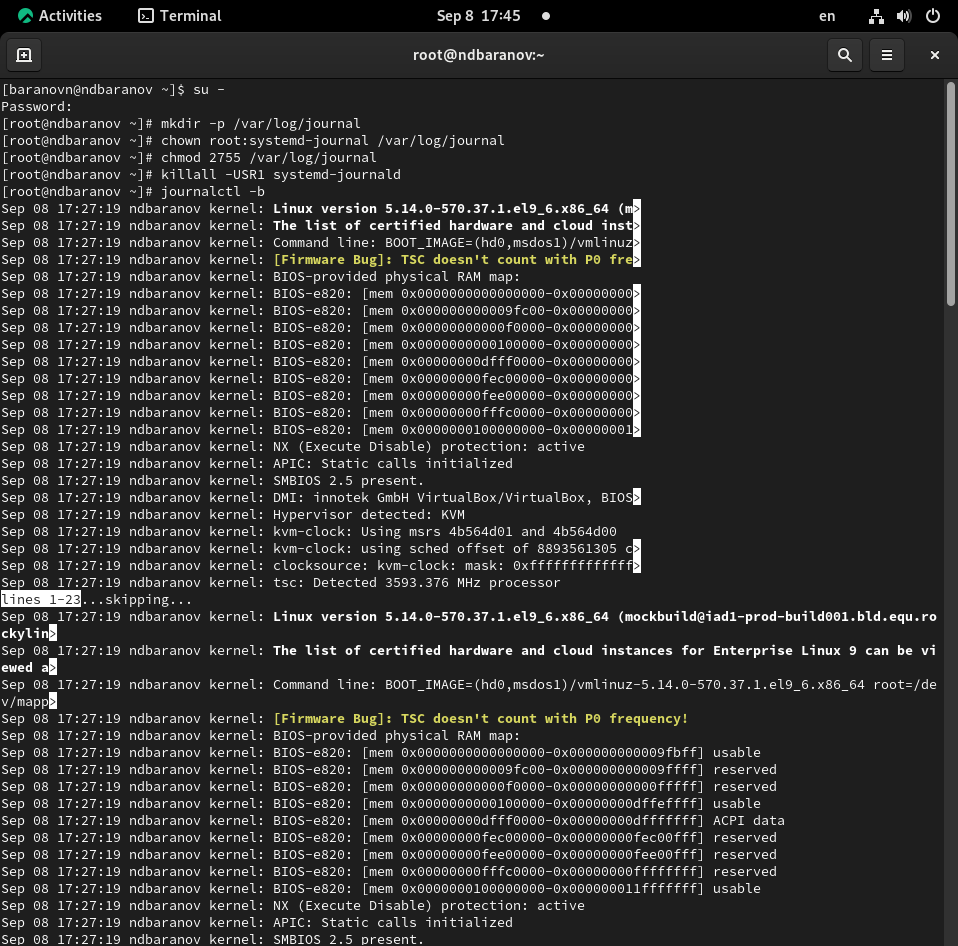 Activities Terminal Sep 8 17:45 en
root@ndbaranov:~
[baranovn@ndbaranov ~]$ su -
Password:
[root@ndbaranov ~]# mkdir -p /var/log/journal
[root@ndbaranov ~]# chown root:systemd-journal /var/log/journal
[root@ndbaranov ~]# chmod 2755 /var/log/journal
[root@ndbaranov ~]# killall -USR1 systemd-journald
[root@ndbaranov ~]# journalctl -b
Sep 08 17:27:19 ndbaranov kernel: Linux version 5.14.0-570.37.1.el9_6.x86_64 (m>
Sep 08 17:27:19 ndbaranov kernel: The list of certified hardware and cloud inst>
Sep 08 17:27:19 ndbaranov kernel: Command line: BOOT_IMAGE=(hd0,msdos1)/vmlinuz>
Sep 08 17:27:19 ndbaranov kernel: [Firmware Bug]: TSC doesn't count with P0 fre>
Sep 08 17:27:19 ndbaranov kernel: BIOS-provided physical RAM map:
Sep 08 17:27:19 ndbaranov kernel: BIOS-e820: [mem 0x0000000000000000-0x00000000>
Sep 08 17:27:19 ndbaranov kernel: BIOS-e820: [mem 0x000000000009fc00-0x00000000>
Sep 08 17:27:19 ndbaranov kernel: BIOS-e820: [mem 0x00000000000f0000-0x00000000>
Sep 08 17:27:19 ndbaranov kernel: BIOS-e820: [mem 0x0000000000100000-0x00000000>
Sep 08 17:27:19 ndbaranov kernel: BIOS-e820: [mem 0x00000000dfff0000-0x00000000>
Sep 08 17:27:19 ndbaranov kernel: BIOS-e820: [mem 0x00000000fec00000-0x00000000>
Sep 08 17:27:19 ndbaranov kernel: BIOS-e820: [mem 0x00000000fee00000-0x00000000>
Sep 08 17:27:19 ndbaranov kernel: BIOS-e820: [mem 0x00000000fffc0000-0x00000000>
Sep 08 17:27:19 ndbaranov kernel: BIOS-e820: [mem 0x0000000100000000-0x00000001>
Sep 08 17:27:19 ndbaranov kernel: NX (Execute Disable) protection: active
Sep 08 17:27:19 ndbaranov kernel: APIC: Static calls initialized
Sep 08 17:27:19 ndbaranov kernel: SMBIOS 2.5 present.
Sep 08 17:27:19 ndbaranov kernel: DMI: innotek GmbH VirtualBox/VirtualBox, BIOS>
Sep 08 17:27:19 ndbaranov kernel: Hypervisor detected: KVM
Sep 08 17:27:19 ndbaranov kernel: kvm-clock: Using msrs 4b564d01 and 4b564d00
Sep 08 17:27:19 ndbaranov kernel: kvm-clock: using sched offset of 8893561305 c>
Sep 08 17:27:19 ndbaranov kernel: clocksource: kvm-clock: mask: 0xfffffffffffff>
Sep 08 17:27:19 ndbaranov kernel: tsc: Detected 3593.376 MHz processor
lines 1-23...skipping...
Sep 08 17:27:19 ndbaranov kernel: Linux version 5.14.0-570.37.1.el9_6.x86_64 (mockbuild@iad1-prod-build001.bld.equ.ro
ckylin>
Sep 08 17:27:19 ndbaranov kernel: The list of certified hardware and cloud instances for Enterprise Linux 9 can be vi
ewed a>
Sep 08 17:27:19 ndbaranov kernel: Command line: BOOT_IMAGE=(hd0,msdos1)/vmlinuz-5.14.0-570.37.1.el9_6.x86_64 root=/de
v/mapp>
Sep 08 17:27:19 ndbaranov kernel: [Firmware Bug]: TSC doesn't count with P0 frequency!
Sep 08 17:27:19 ndbaranov kernel: BIOS-provided physical RAM map:
Sep 08 17:27:19 ndbaranov kernel: BIOS-e820: [mem 0x0000000000000000-0x000000000009fbff] usable
Sep 08 17:27:19 ndbaranov kernel: BIOS-e820: [mem 0x000000000009fc00-0x000000000009ffff] reserved
Sep 08 17:27:19 ndbaranov kernel: BIOS-e820: [mem 0x00000000000f0000-0x00000000000fffff] reserved
Sep 08 17:27:19 ndbaranov kernel: BIOS-e820: [mem 0x0000000000100000-0x00000000dffeffff] usable
Sep 08 17:27:19 ndbaranov kernel: BIOS-e820: [mem 0x00000000dfff0000-0x00000000dfffffff] ACPI data
Sep 08 17:27:19 ndbaranov kernel: BIOS-e820: [mem 0x00000000fec00000-0x00000000fec00fff] reserved
Sep 08 17:27:19 ndbaranov kernel: BIOS-e820: [mem 0x00000000fee00000-0x00000000fee00fff] reserved
Sep 08 17:27:19 ndbaranov kernel: BIOS-e820: [mem 0x00000000fffc0000-0x00000000ffffffff] reserved
Sep 08 17:27:19 ndbaranov kernel: BIOS-e820: [mem 0x0000000100000000-0x000000011fffffff] usable
Sep 08 17:27:19 ndbaranov kernel: NX (Execute Disable) protection: active
Sep 08 17:27:19 ndbaranov kernel: APIC: Static calls initialized
Sep 08 17:27:19 ndbaranov kernel: SMBIOS 2.5 present.